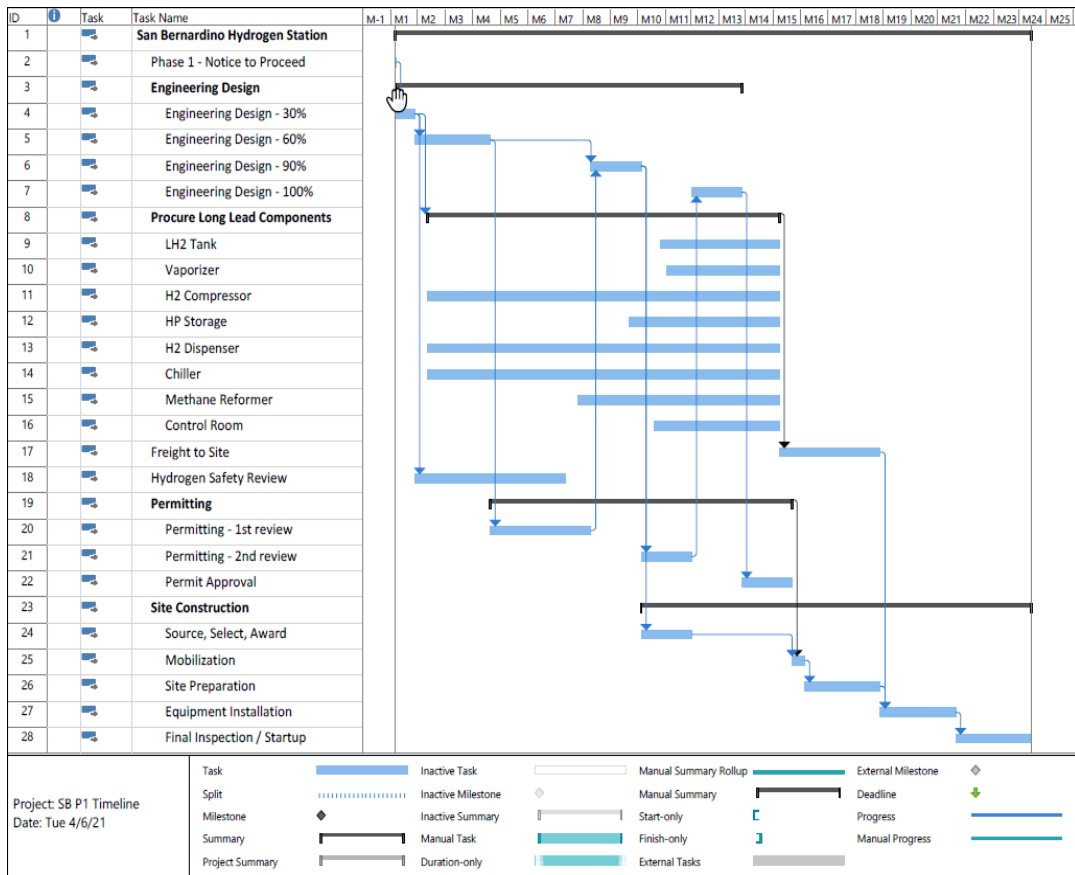 ID Task Task Name M-1 M1 M2 M3 M4 M5 M6 M7 M8 M9 M10 M11 M12 M13 M14 M15 M16 M17 M18 M19 M20 M21 M22 M23 M24 M25
1 San Bernardino Hydrogen Station
2 Phase 1 - Notice to Proceed
3 Engineering Design
4 Engineering Design - 30%
5 Engineering Design - 60%
6 Engineering Design - 90%
7 Engineering Design - 100%
8 Procure Long Lead Components
9 LH2 Tank
10 Vaporizer
11 H2 Compressor
12 HP Storage
13 H2 Dispenser
14 Chiller
15 Methane Reformer
16 Control Room
17 Freight to Site
18 Hydrogen Safety Review
19 Permitting
20 Permitting - 1st review
21 Permitting - 2nd review
22 Permit Approval
23 Site Construction
24 Source, Select, Award
25 Mobilization
26 Site Preparation
27 Equipment Installation
28 Final Inspection / Startup
Project: SB P1 Timeline
Date: Tue 4/6/21
Task Inactive Task Manual Summary Rollup External Milestone
Split Inactive Milestone Manual Summary Deadline
Milestone Inactive Summary Start-only Progress
Summary Manual Task Finish-only Manual Progress
Project Summary Duration-only External Tasks